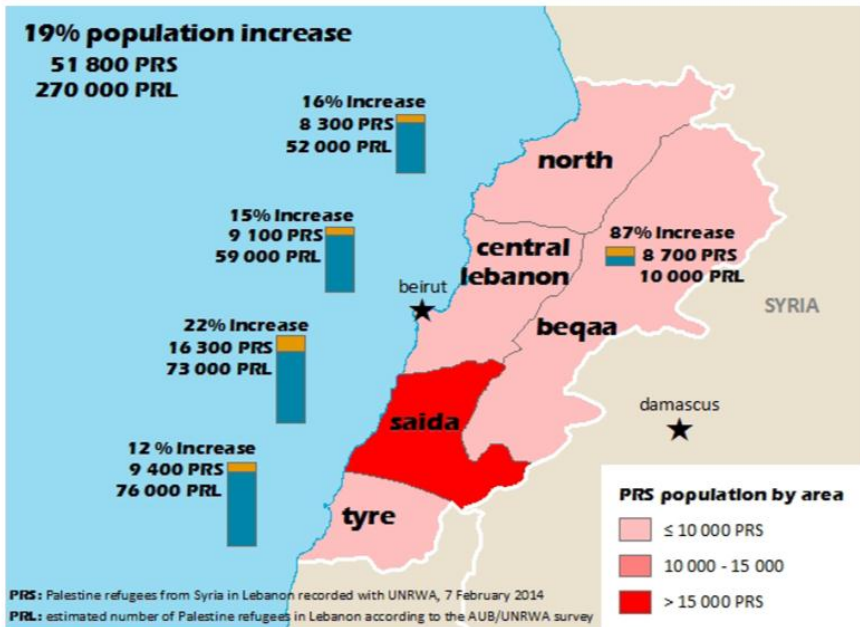 19% population increase
51 800 PRS
270 000 PRL
16% Increase
8 300 PRS
52 000 PRL
north
15% Increase
9 100 PRS
59 000 PRL
central
lebanon
87% Increase
8 700 PRS
10 000 PRL
beirut
beqaa
SYRIA
22% Increase
16 300 PRS
73 000 PRL
saida
damascus
12 % Increase
9 400 PRS
76 000 PRL
tyre
PRS population by area
≤ 10 000 PRS
10 000 - 15 000
> 15 000 PRS
PRS: Palestine refugees from Syria in Lebanon recorded with UNRWA, 7 February 2014
PRL: estimated number of Palestine refugees in Lebanon according to the AUB/UNRWA survey